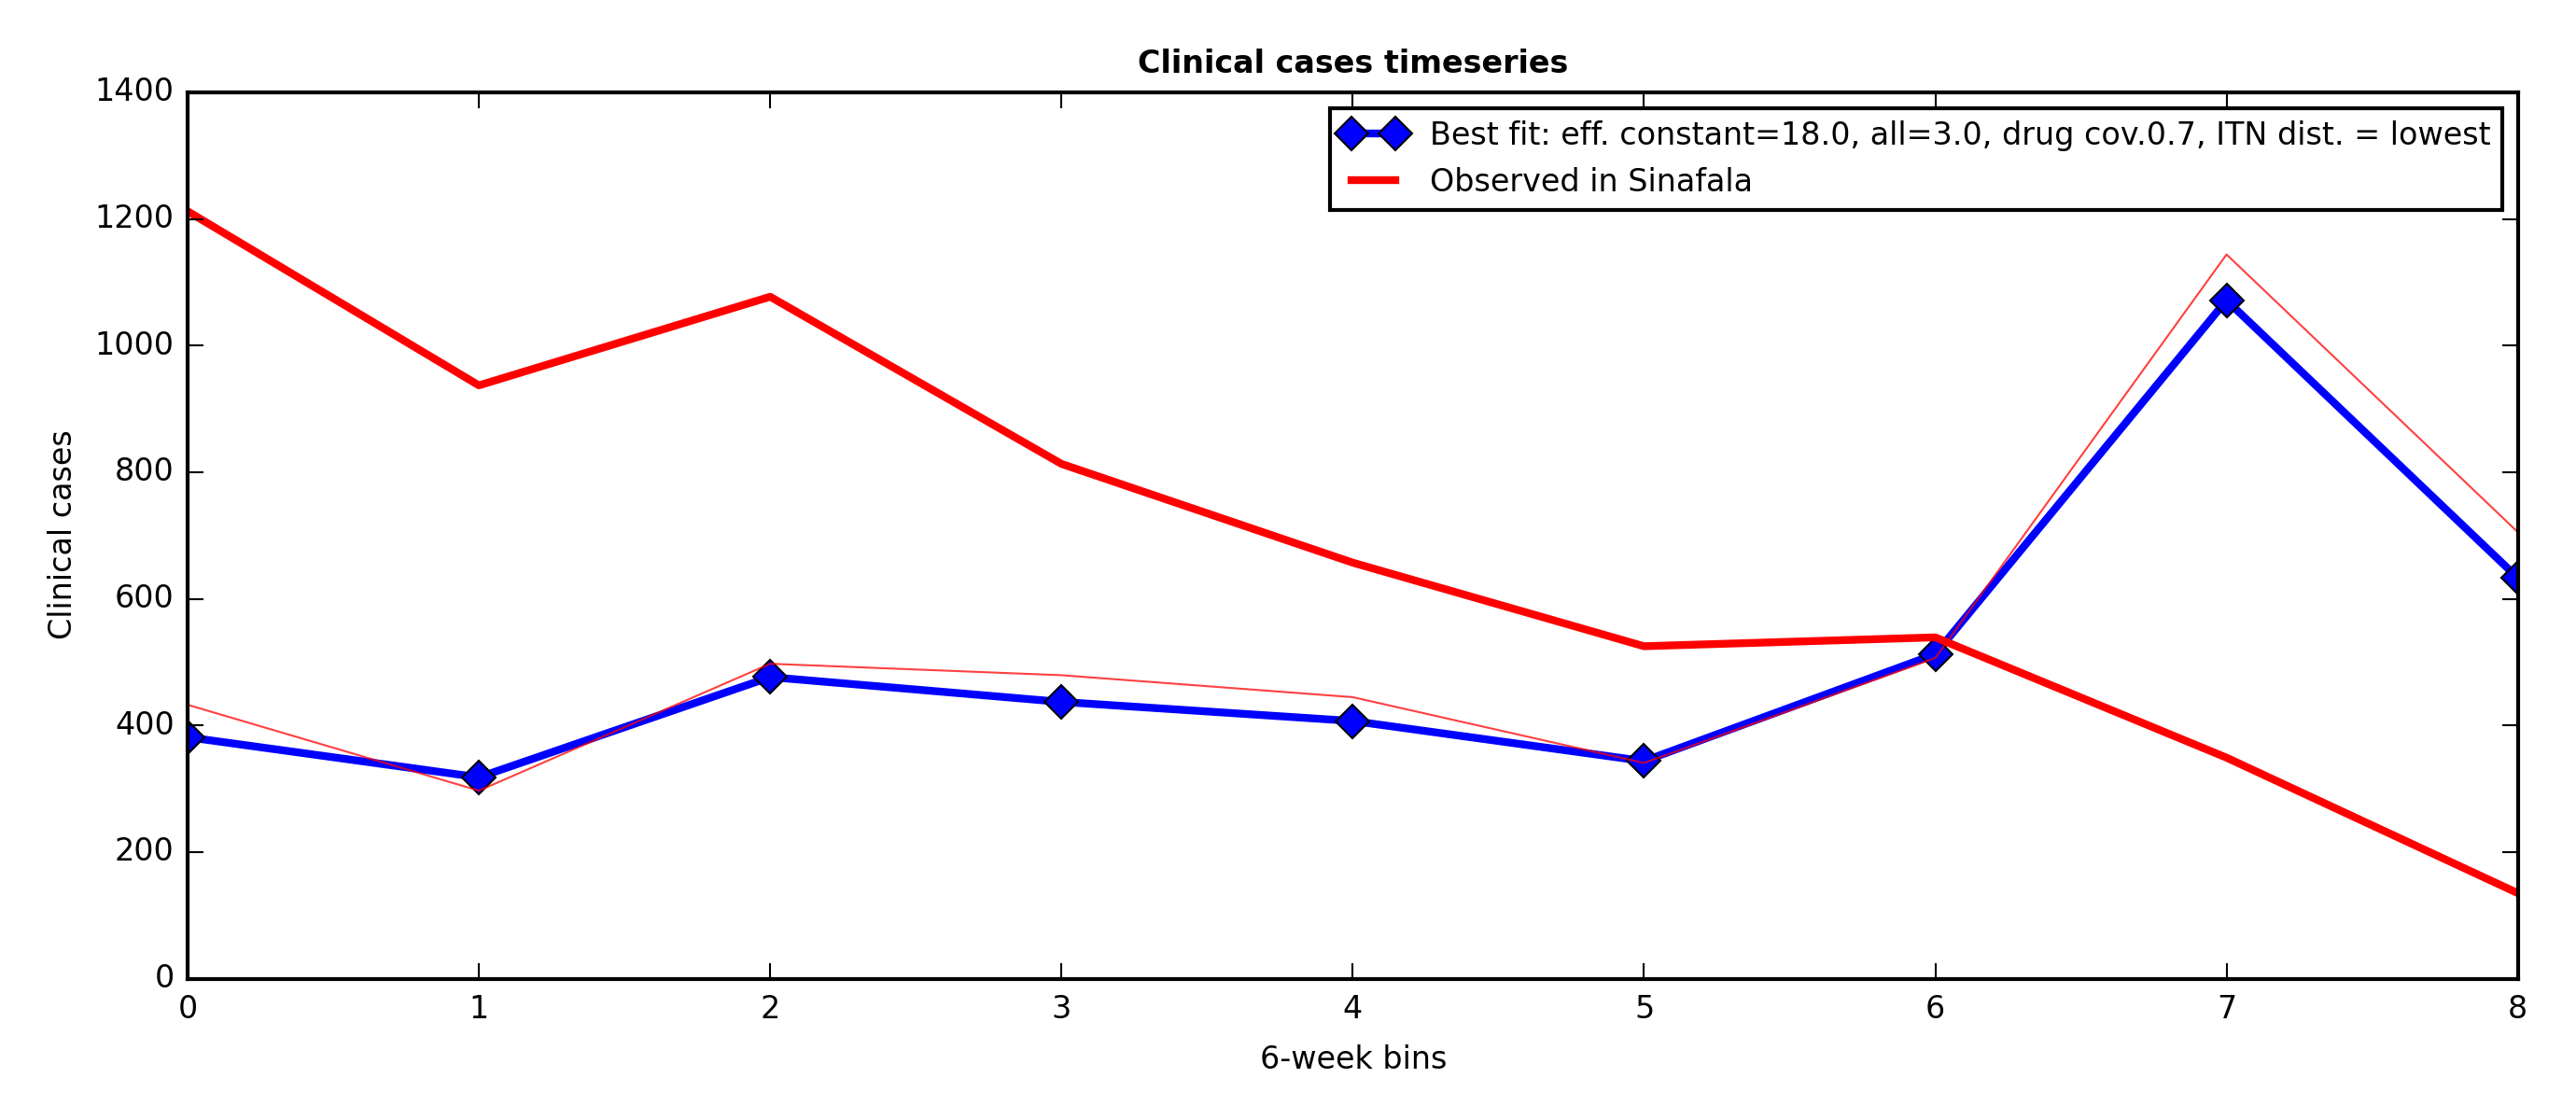 Clinical cases timeseries
1400
1200
1000
800
600
400
200
0
Clinical cases
Best fit: eff. constant=18.0, all=3.0, drug cov.0.7, ITN dist. = lowest
Observed in Sinafala
0 1 2 3 4 5 6 7 8
6-week bins